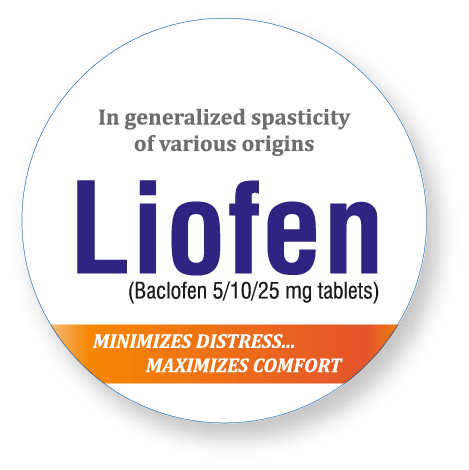 In generalized spasticity
of various origins
Liofen
(Baclofen 5/10/25 mg tablets)
MINIMIZES DISTRESS...
MAXIMIZES COMFORT